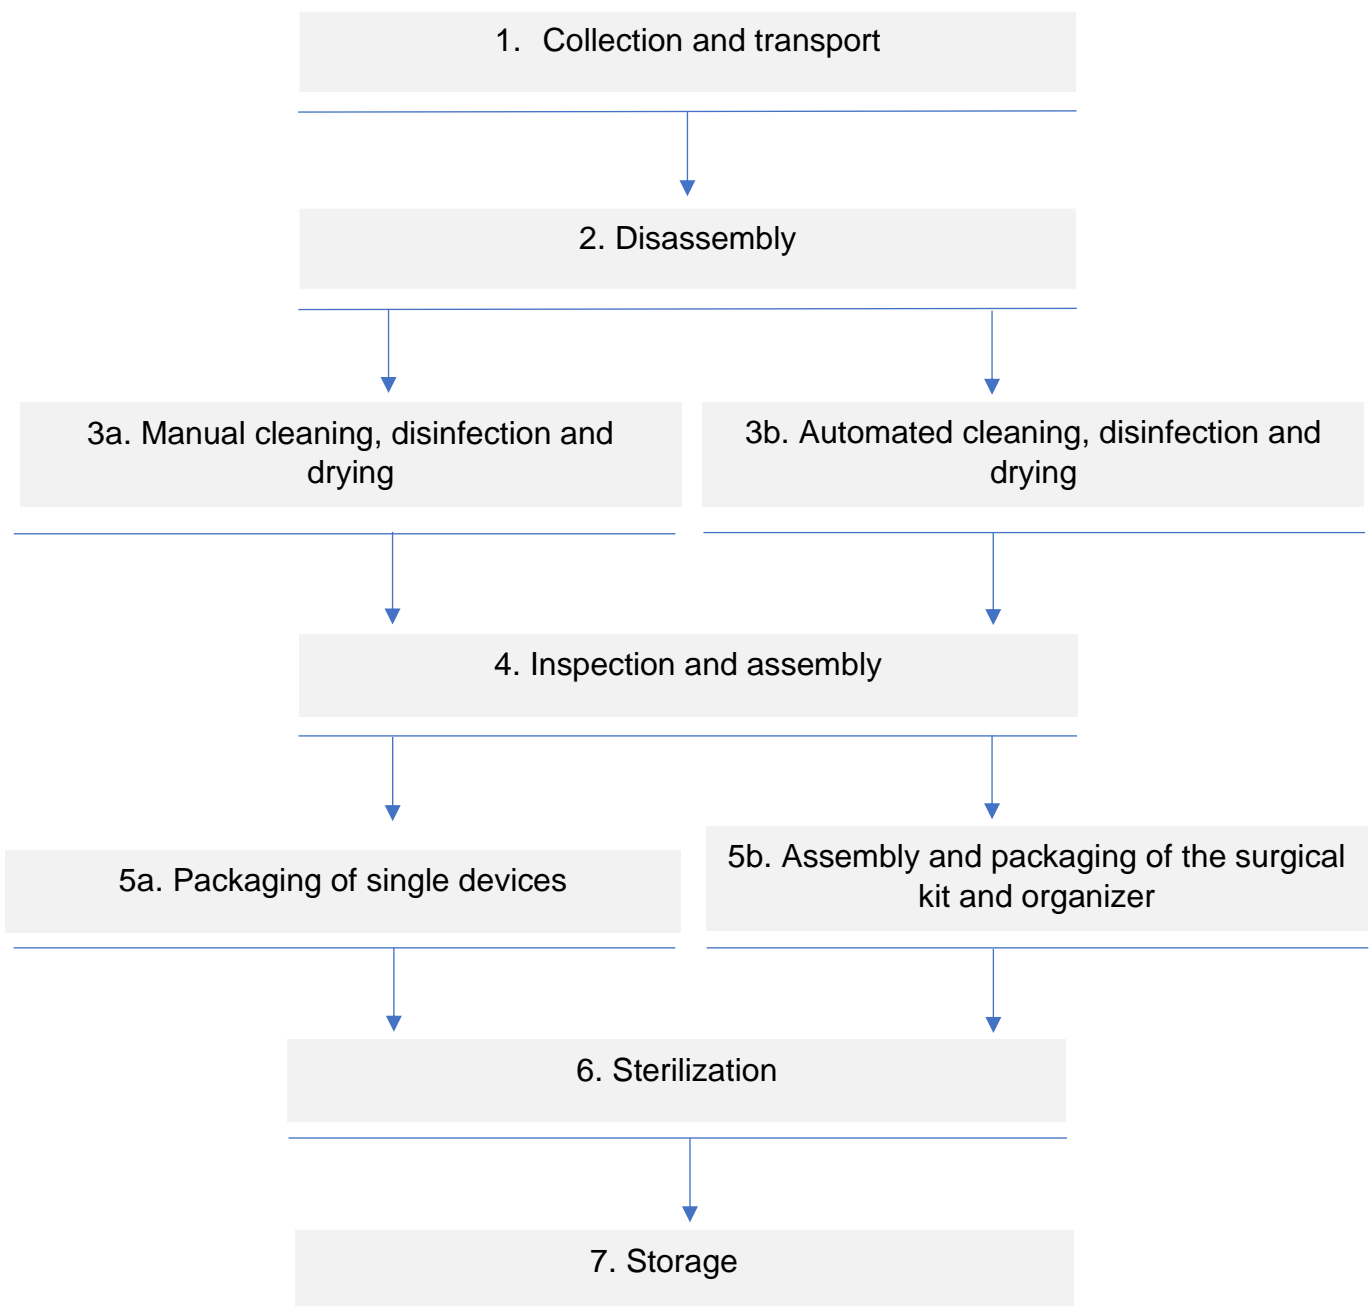 1. Collection and transport
2. Disassembly
3a. Manual cleaning, disinfection and
drying
3b. Automated cleaning, disinfection and
drying
4. Inspection and assembly
5a. Packaging of single devices
5b. Assembly and packaging of the surgical
kit and organizer
6. Sterilization
7. Storage